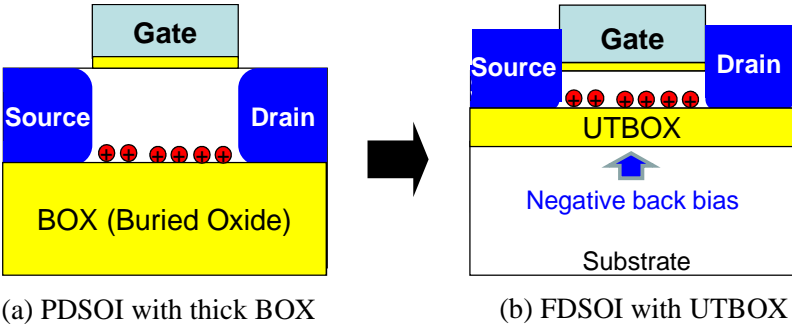 Gate
Source
Drain
+ + + + + +
BOX (Buried Oxide)
(a) PDSOI with thick BOX
Gate
Source
Drain
+ + + + + +
UTBOX
Negative back bias
Substrate
(b) FDSOI with UTBOX